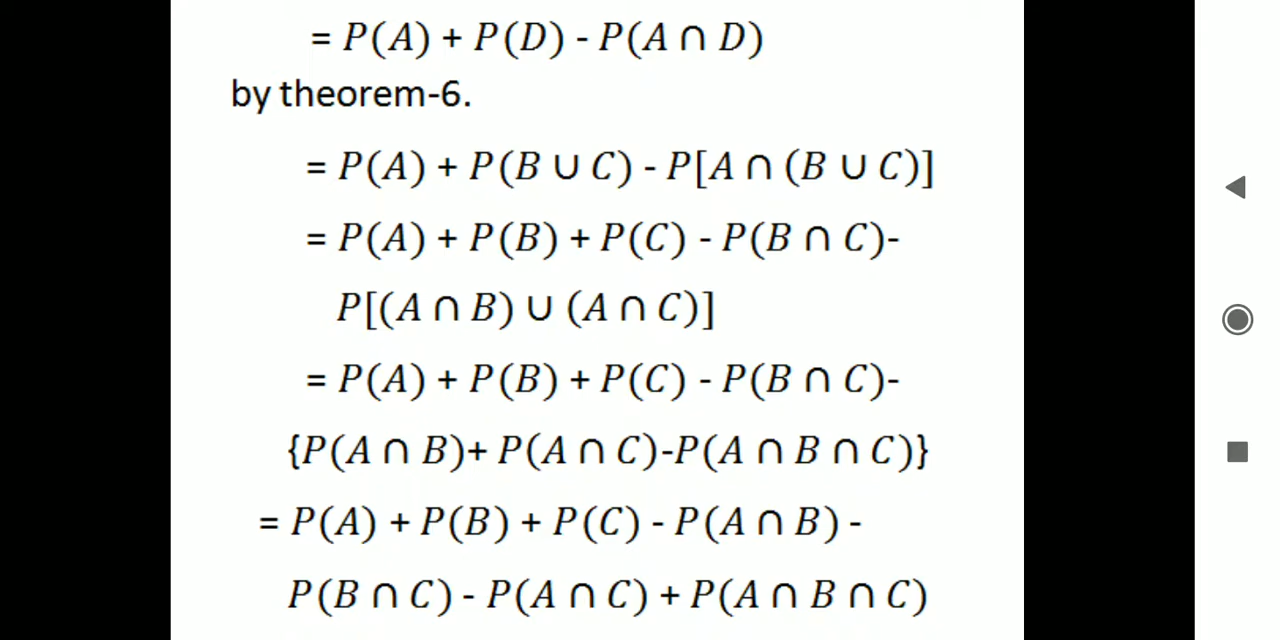 = P(A) + P(D) - P(A ∩ D)
by theorem-6.
= P(A) + P(B ∪ C) - P[A ∩ (B ∪ C)]
= P(A) + P(B) + P(C) - P(B ∩ C)-
P[(A ∩ B) ∪ (A ∩ C)]
= P(A) + P(B) + P(C) - P(B ∩ C)-
{P(A ∩ B)+ P(A ∩ C)-P(A ∩ B ∩ C)}
= P(A) + P(B) + P(C) - P(A ∩ B) -
P(B ∩ C) - P(A ∩ C) + P(A ∩ B ∩ C)